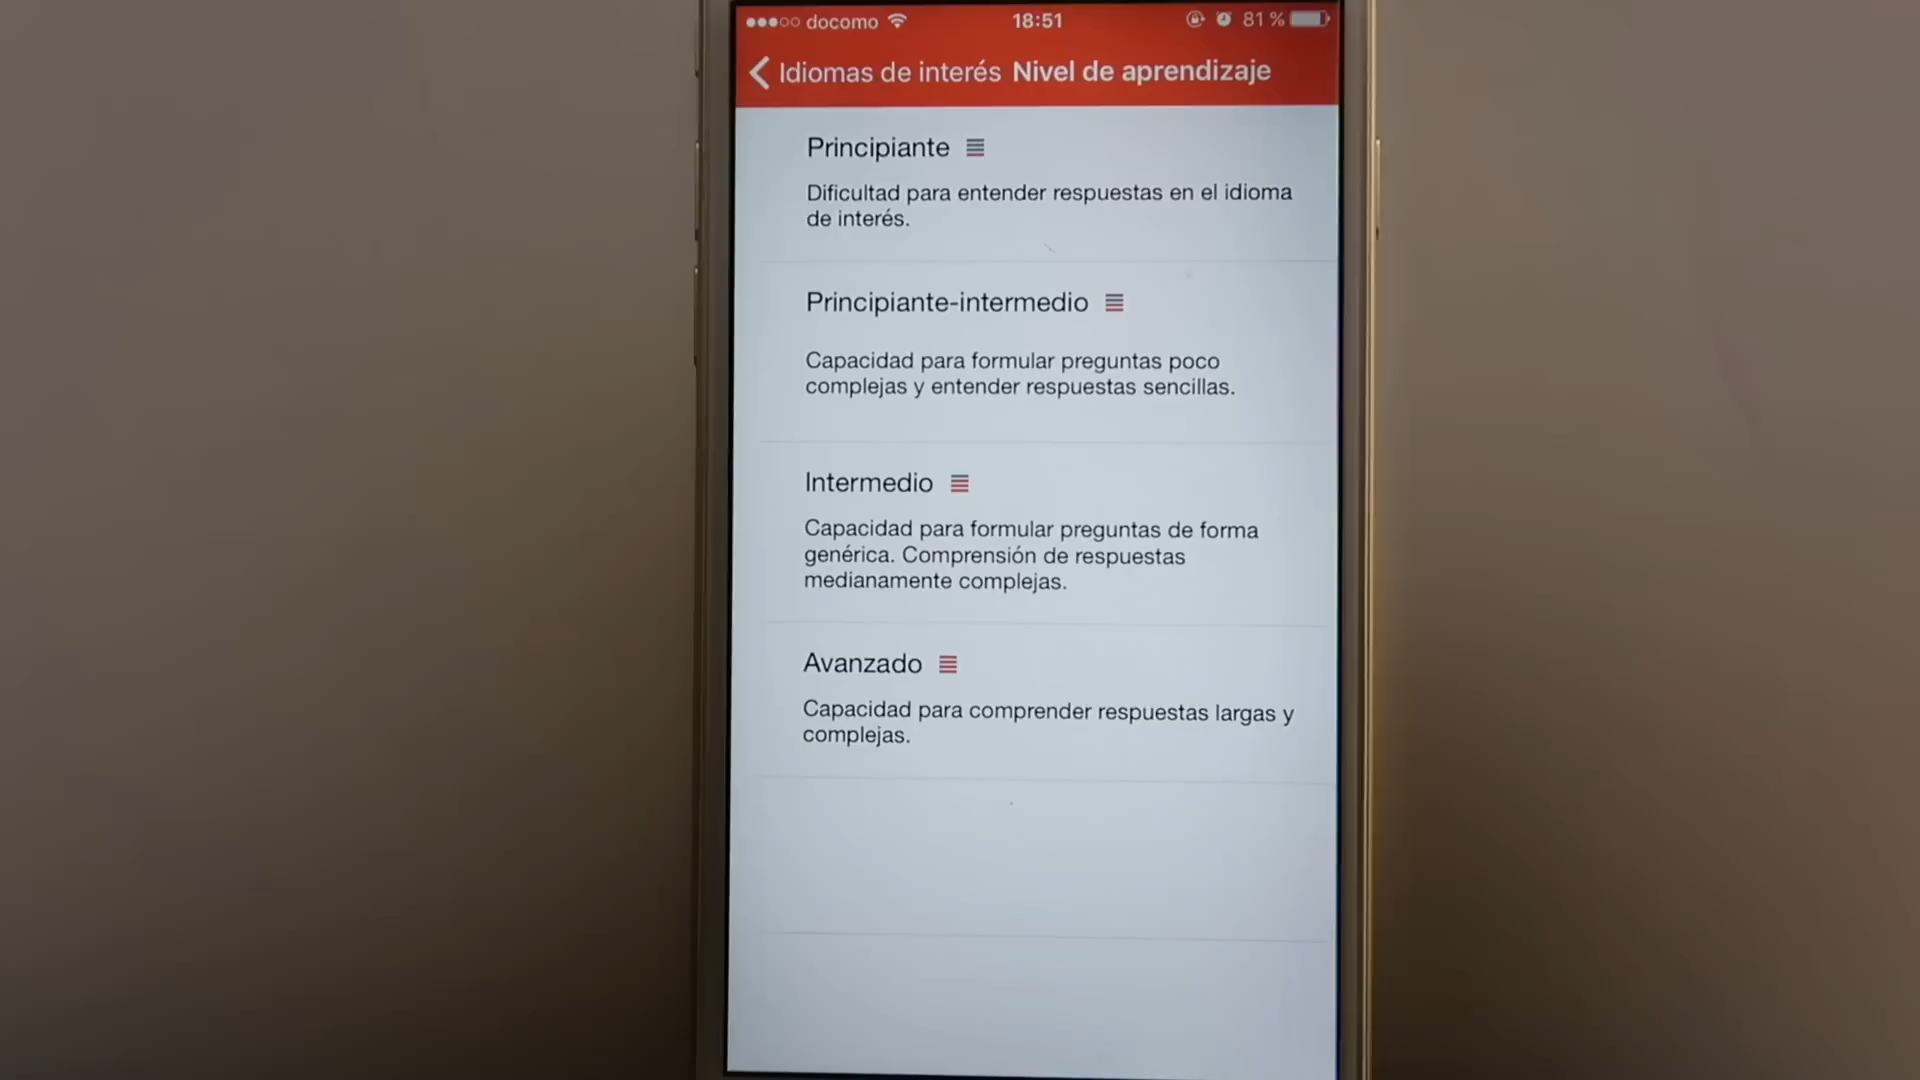 docomo 18:51 81 %
Idiomas de interés Nivel de aprendizaje
Principiante
Dificultad para entender respuestas en el idioma
de interés.
Principiante-intermedio
Capacidad para formular preguntas poco
complejas y entender respuestas sencillas.
Intermedio
Capacidad para formular preguntas de forma
genérica. Comprensión de respuestas
medianamente complejas.
Avanzado
Capacidad para comprender respuestas largas y
complejas.